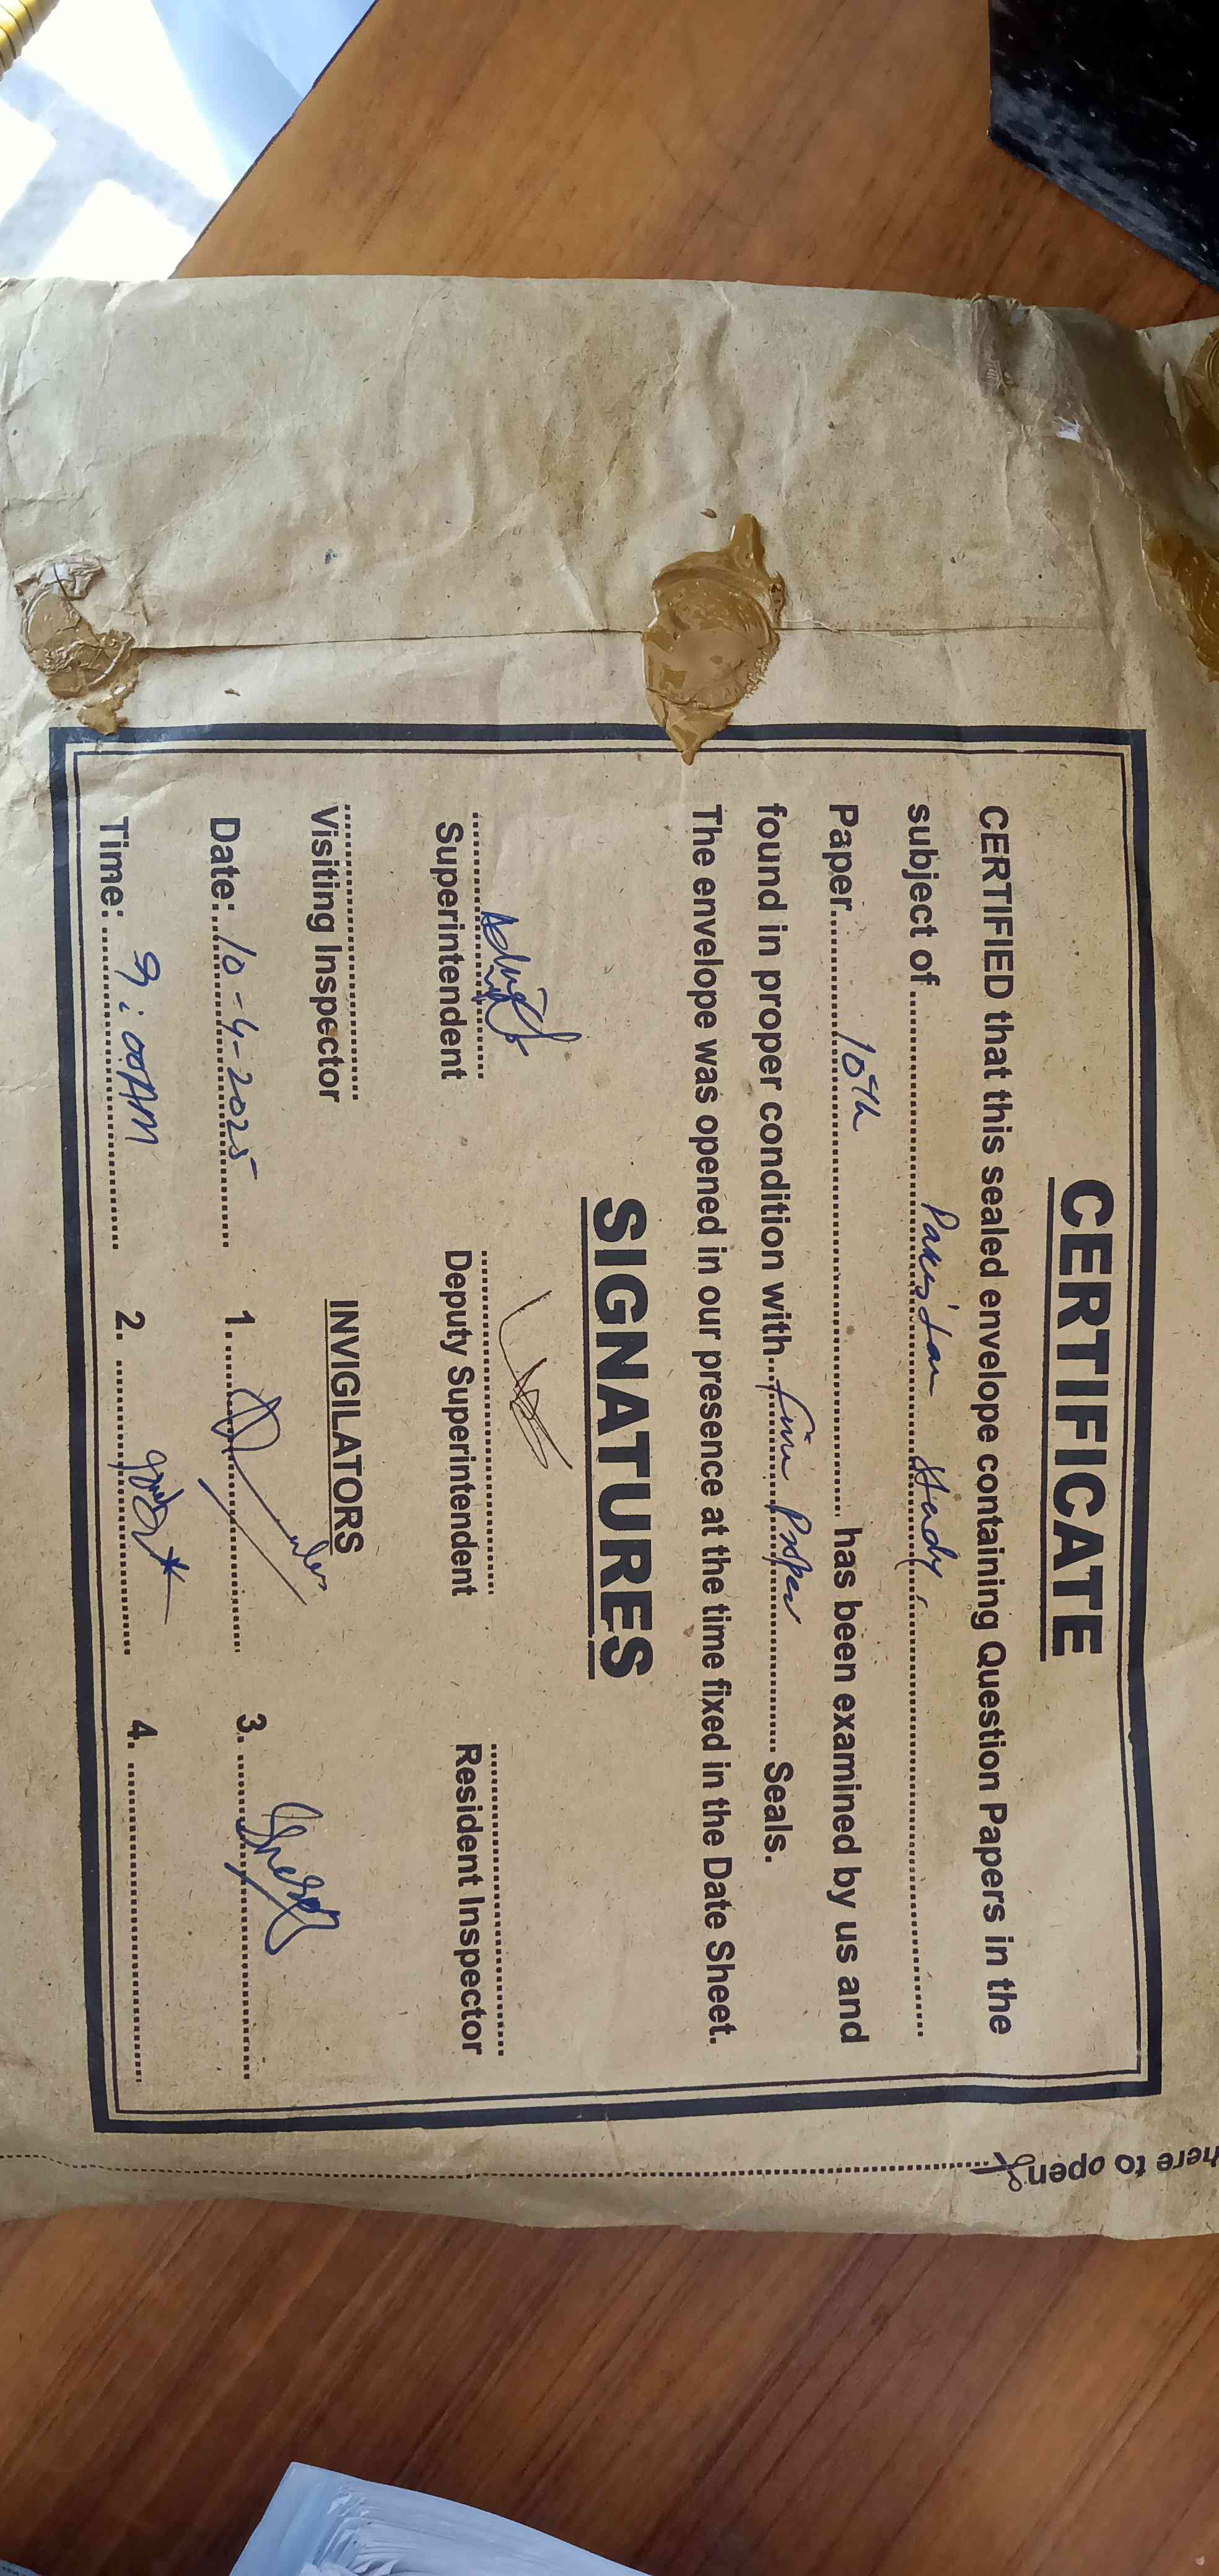 CERTIFICATE
CERTIFIED that this sealed envelope containing Question Papers in the
subject of ........ Pakistan Study ........
Paper........ 10th ........ has been examined by us and
found in proper condition with........ Proper ........ Seals.
The envelope was opened in our presence at the time fixed in the Date Sheet.
SIGNATURES
Superintendent Deputy Superintendent Resident Inspector
Visiting Inspector INVIGILATORS
Date: 10-4-2025 1. ........ 3. ........
Time: 9:00AM 2. ........ 4. ........
here to open